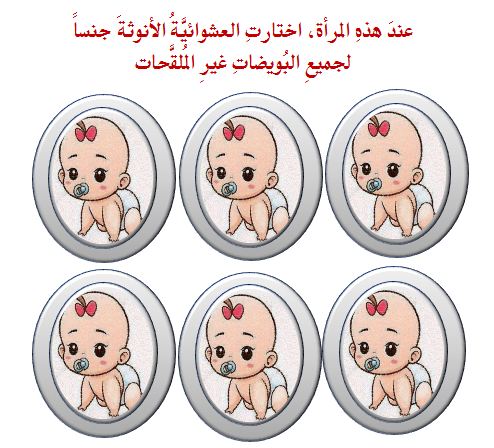 عندَ هذهِ المرأة، اختارتِ العشوائيَّةُ الأنوثةَ جنساً
لجميعِ البُويضاتِ غيرِ المُلقَّحات